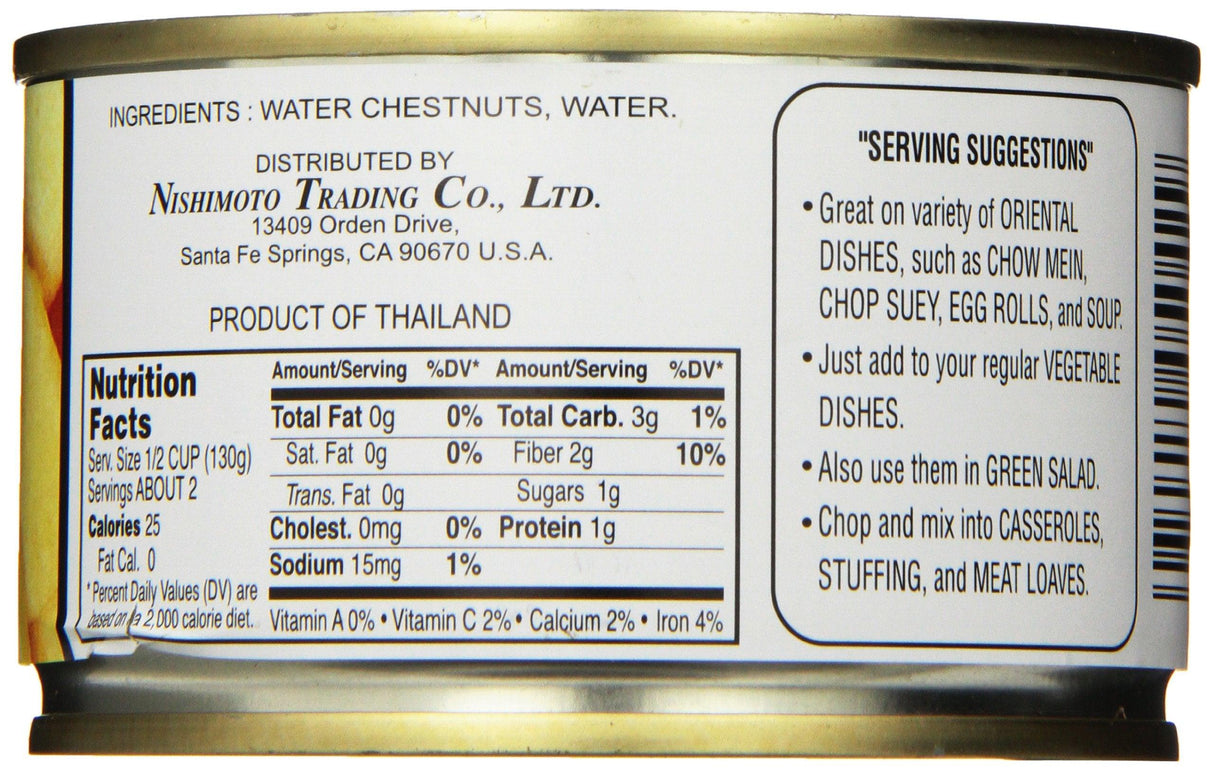 INGREDIENTS : WATER CHESTNUTS, WATER.
DISTRIBUTED BY
NISHIMOTO TRADING CO., LTD.
13409 Orden Drive,
Santa Fe Springs, CA 90670 U.S.A.
PRODUCT OF THAILAND
Nutrition
Facts
Serv. Size 1/2 CUP (130g)
Servings ABOUT 2
Calories 25
Fat Cal. 0
* Percent Daily Values (DV) are
based on a 2,000 calorie diet.
Amount/Serving %DV* Amount/Serving %DV*
Total Fat 0g 0% Total Carb. 3g 1%
Sat. Fat 0g 0% Fiber 2g 10%
Trans. Fat 0g Sugars 1g
Cholest. 0mg 0% Protein 1g
Sodium 15mg 1%
Vitamin A 0% • Vitamin C 2% • Calcium 2% • Iron 4%
"SERVING SUGGESTIONS"
• Great on variety of ORIENTAL
DISHES, such as CHOW MEIN,
CHOP SUEY, EGG ROLLS, and SOUP.
• Just add to your regular VEGETABLE
DISHES.
• Also use them in GREEN SALAD.
• Chop and mix into CASSEROLES,
STUFFING, and MEAT LOAVES.